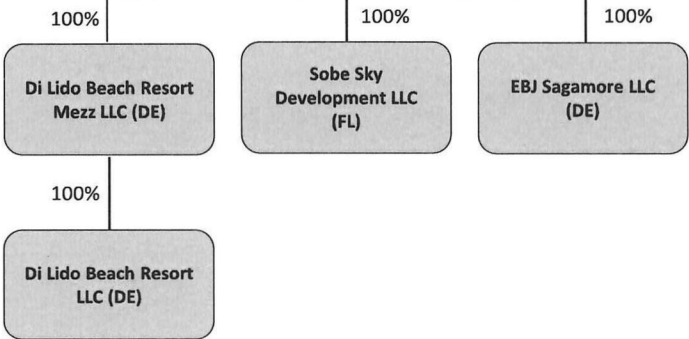 100%
100%
100%
Di Lido Beach Resort
Mezz LLC (DE)
Sobe Sky
Development LLC
(FL)
EBJ Sagamore LLC
(DE)
100%
Di Lido Beach Resort
LLC (DE)